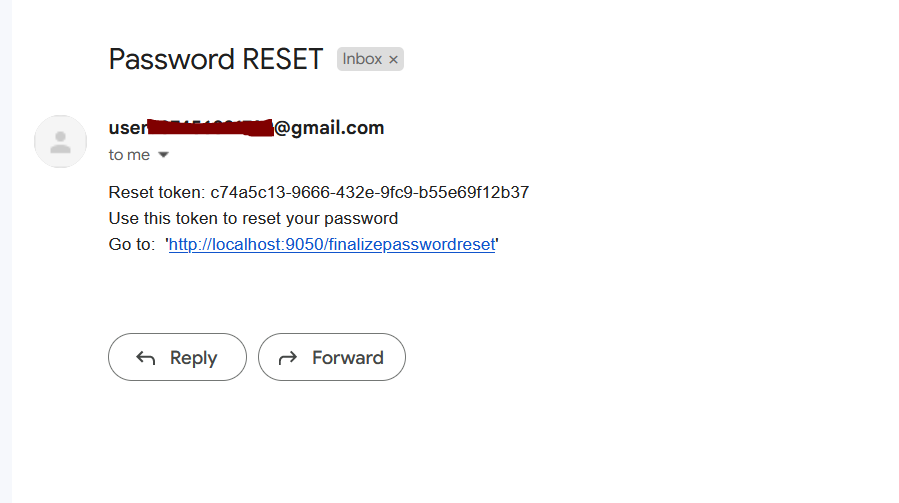 Password RESET Inbox ×
user @gmail.com
to me
Reset token: c74a5c13-9666-432e-9fc9-b55e69f12b37
Use this token to reset your password
Go to: 'http://localhost:9050/finalizepasswordreset'
Reply Forward